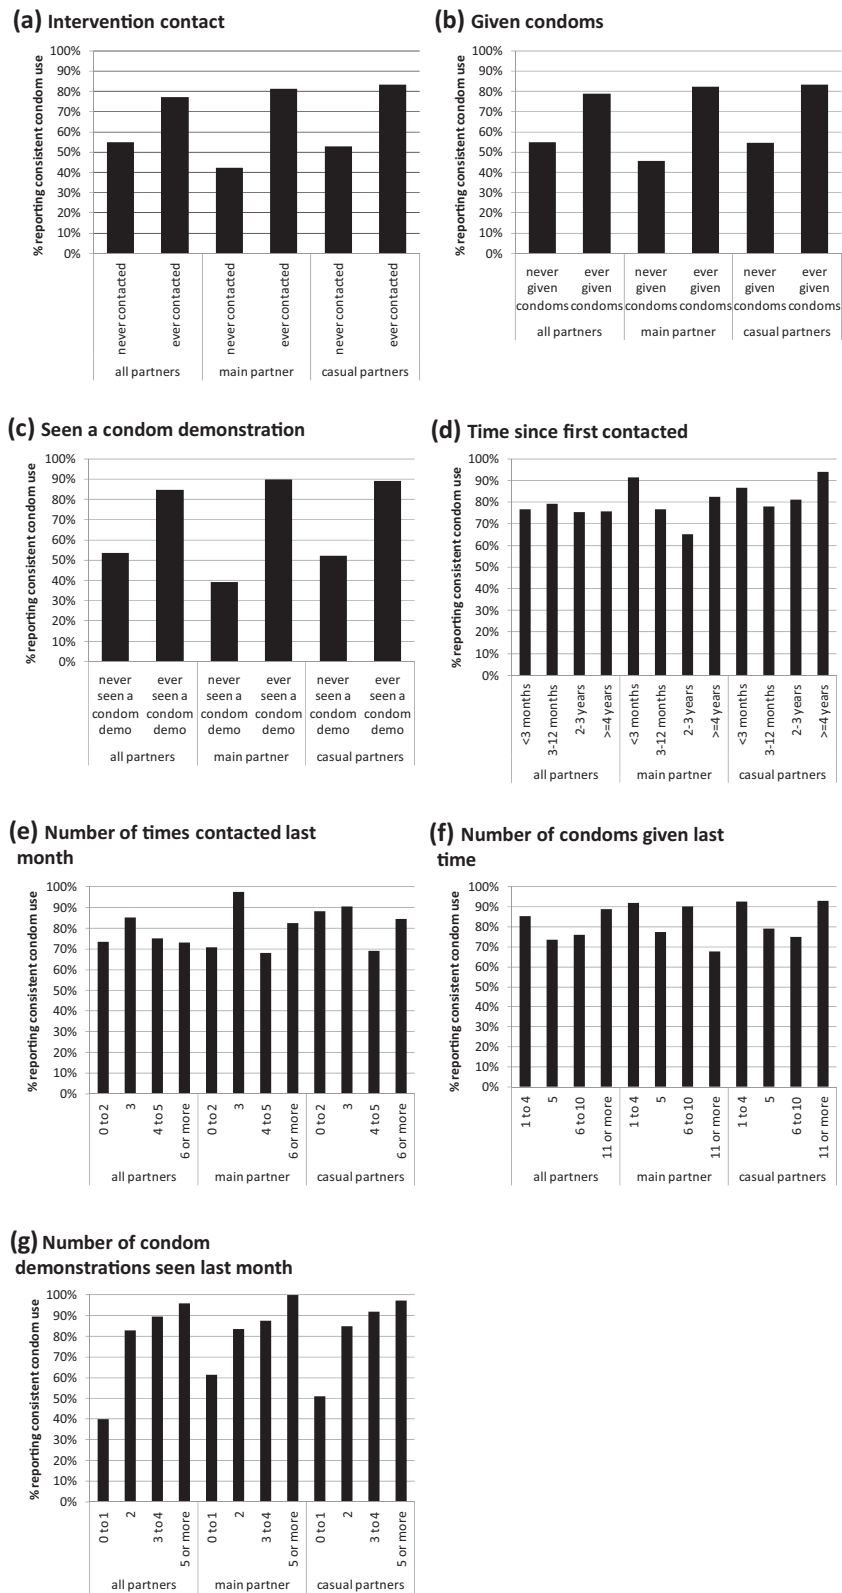 (a) Intervention contact
% reporting consistent condom use
100%
90%
80%
70%
60%
50%
40%
30%
20%
10%
0%
never contacted
ever contacted
never contacted
ever contacted
never contacted
ever contacted
all partners
main partner
casual partners
(b) Given condoms
% reporting consistent condom use
100%
90%
80%
70%
60%
50%
40%
30%
20%
10%
0%
never ever never ever never ever
given given given given given given
condoms condoms condoms condoms condoms condoms
all partners main partner casual partners
(c) Seen a condom demonstration
% reporting consistent condom use
100%
90%
80%
70%
60%
50%
40%
30%
20%
10%
0%
never ever never ever never ever
seen a seen a seen a seen a seen a seen a
condom condom condom condom condom condom
demo demo demo demo demo demo
all partners main partner casual partners
(d) Time since first contacted
% reporting consistent condom use
100%
90%
80%
70%
60%
50%
40%
30%
20%
10%
0%
<3 months
3-12 months
2-3 years
>=4 years
<3 months
3-12 months
2-3 years
>=4 years
<3 months
3-12 months
2-3 years
>=4 years
all partners main partner casual partners
(e) Number of times contacted last
month
% reporting consistent condom use
100%
90%
80%
70%
60%
50%
40%
30%
20%
10%
0%
0 to 2
3
4 to 5
6 or more
0 to 2
3
4 to 5
6 or more
0 to 2
3
4 to 5
6 or more
all partners main partner casual partners
(f) Number of condoms given last
time
% reporting consistent condom use
100%
90%
80%
70%
60%
50%
40%
30%
20%
10%
0%
1 to 4
5
6 to 10
11 or more
1 to 4
5
6 to 10
11 or more
1 to 4
5
6 to 10
11 or more
all partners main partner casual partners
(g) Number of condom
demonstrations seen last month
% reporting consistent condom use
100%
90%
80%
70%
60%
50%
40%
30%
20%
10%
0%
0 to 1
2
3 to 4
5 or more
0 to 1
2
3 to 4
5 or more
0 to 1
2
3 to 4
5 or more
all partners main partner casual partners